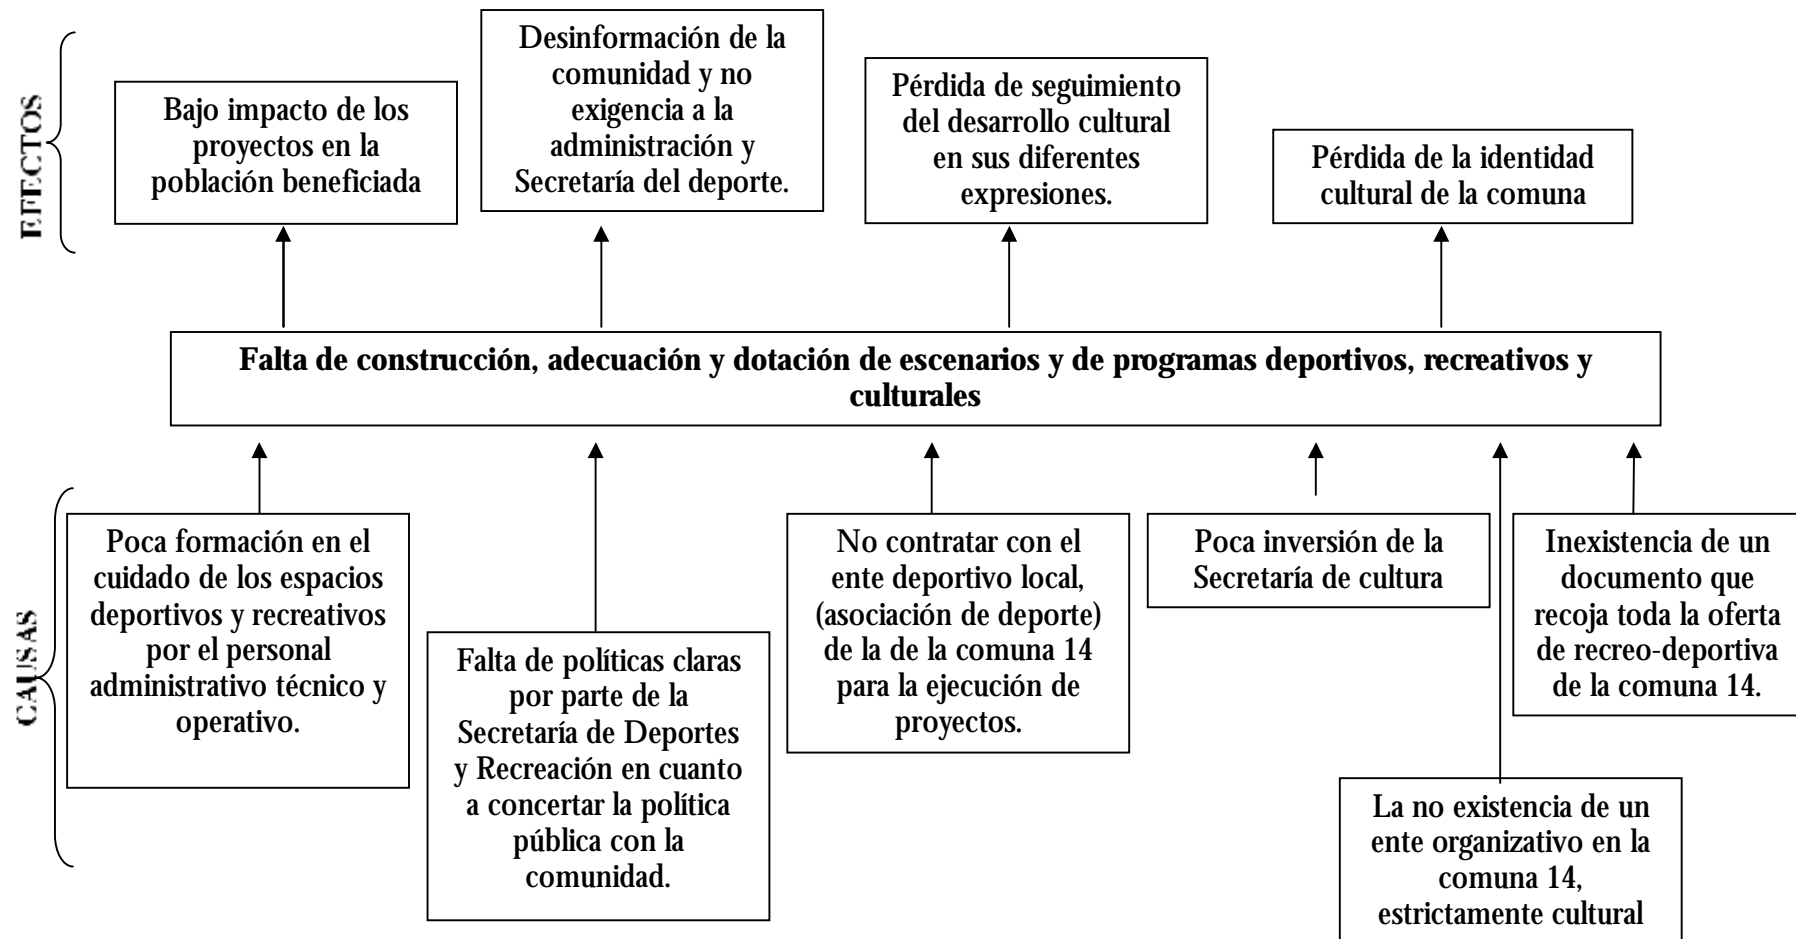 EFECTOS
Bajo impacto de los
proyectos en la
población beneficiada
Desinformación de la
comunidad y no
exigencia a la
administración y
Secretaría del deporte.
Pérdida de seguimiento
del desarrollo cultural
en sus diferentes
expresiones.
Pérdida de la identidad
cultural de la comuna
Falta de construcción, adecuación y dotación de escenarios y de programas deportivos, recreativos y
culturales
CAUSAS
Poca formación en el
cuidado de los espacios
deportivos y recreativos
por el personal
administrativo técnico y
operativo.
Falta de políticas claras
por parte de la
Secretaría de Deportes
y Recreación en cuanto
a concertar la política
pública con la
comunidad.
No contratar con el
ente deportivo local,
(asociación de deporte)
de la de la comuna 14
para la ejecución de
proyectos.
Poca inversión de la
Secretaría de cultura
La no existencia de un
ente organizativo en la
comuna 14,
estrictamente cultural
Inexistencia de un
documento que
recoja toda la oferta
de recreo-deportiva
de la comuna 14.